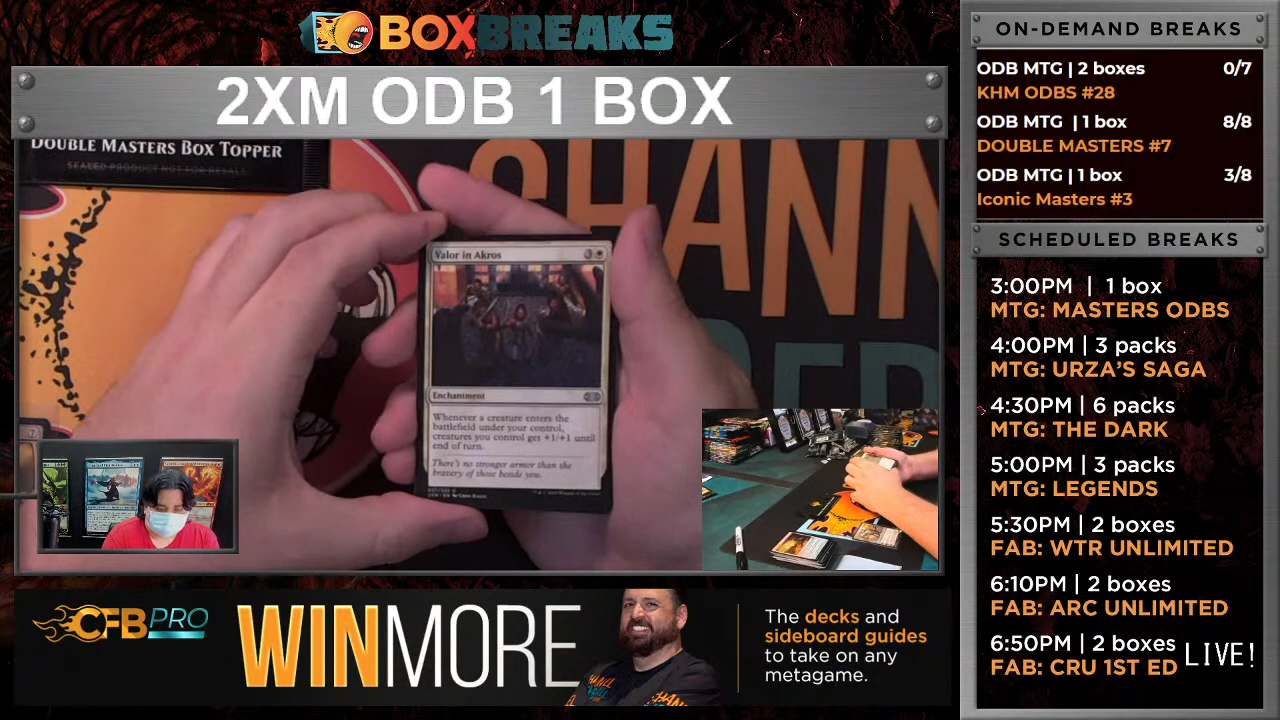 BOXBREAKS
2XM ODB 1 BOX
DOUBLE MASTERS BOX TOPPER
SEALED PRODUCT NOT FOR RESALE
CHANN
Valor in Akros
3
Enchantment
Whenever a creature enters the
battlefield under your control,
creatures you control get +1/+1 until
end of turn.
There's no stronger armor than the
bravery of those beside you.
CFBPRO
WINMORE
The decks and
sideboard guides
to take on any
metagame.
ON-DEMAND BREAKS
ODB MTG | 2 boxes 0/7
KHM ODBS #28
ODB MTG | 1 box 8/8
DOUBLE MASTERS #7
ODB MTG | 1 box 3/8
Iconic Masters #3
SCHEDULED BREAKS
3:00PM | 1 box
MTG: MASTERS ODBS
4:00PM | 3 packs
MTG: URZA'S SAGA
4:30PM | 6 packs
MTG: THE DARK
5:00PM | 3 packs
MTG: LEGENDS
5:30PM | 2 boxes
FAB: WTR UNLIMITED
6:10PM | 2 boxes
FAB: ARC UNLIMITED
6:50PM | 2 boxes
FAB: CRU 1ST ED
LIVE!